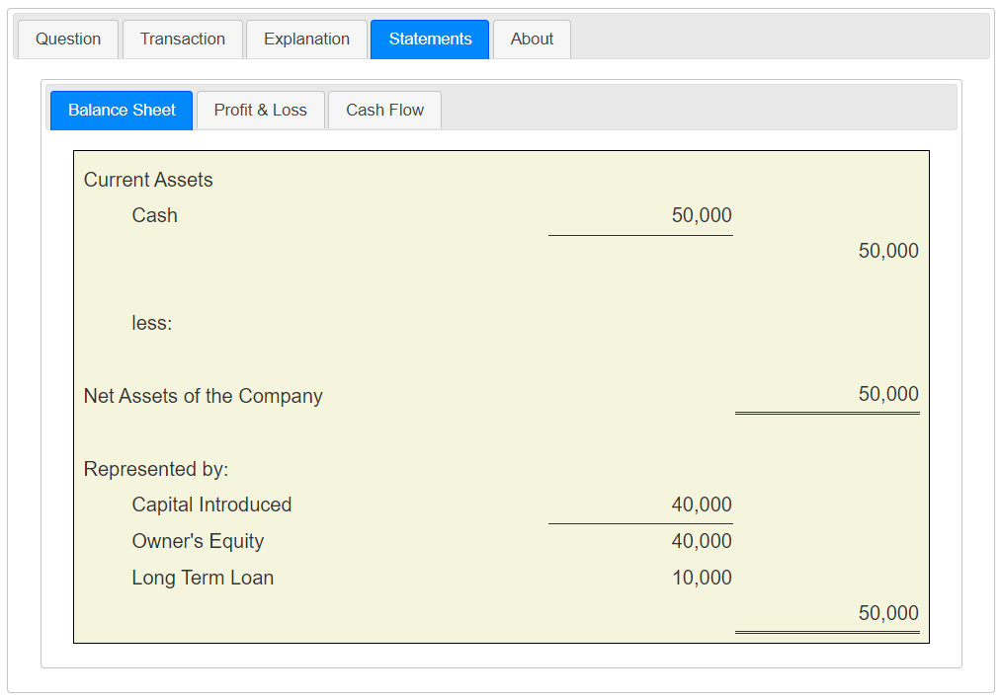 Question Transaction Explanation Statements About
Balance Sheet Profit & Loss Cash Flow
Current Assets
Cash 50,000
50,000
less:
Net Assets of the Company 50,000
Represented by:
Capital Introduced 40,000
Owner's Equity 40,000
Long Term Loan 10,000
50,000